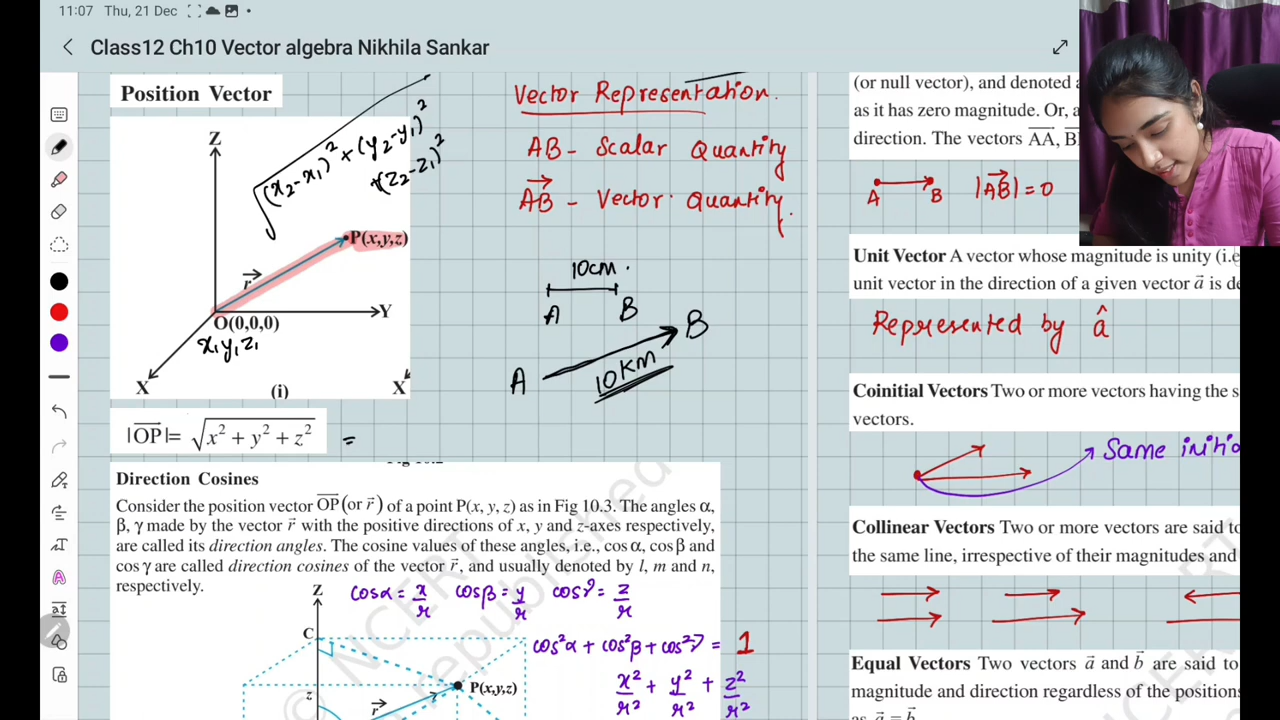 11:07 Thu, 21 Dec
Class12 Ch10 Vector algebra Nikhila Sankar
Position Vector
Z
√(x₂-x₁)² + (y₂-y₁)²
+(z₂-z₁)²
P(x,y,z)
r⃗
O(0,0,0)
Y
x₁y₁z₁
X
(i)
X'
|OP⃗|= √x² + y² + z² =
Vector Representation.
AB - Scalar Quantity
AB⃗ - Vector Quantity.
10cm.
A B
A B
10KM
Direction Cosines
Consider the position vector OP⃗ (or r⃗) of a point P(x, y, z) as in Fig 10.3. The angles α,
β, γ made by the vector r⃗ with the positive directions of x, y and z-axes respectively,
are called its direction angles. The cosine values of these angles, i.e., cos α, cos β and
cos γ are called direction cosines of the vector r⃗, and usually denoted by l, m and n,
respectively.
Z
cosα = x/r cosβ = y/r cosγ = z/r
C
cos²α + cos²β + cos²γ = 1
P(x,y,z)
z
r⃗
x²/r² + y²/r² + z²/r²
© NCERT
republished
(or null vector), and denoted a
as it has zero magnitude. Or, a
direction. The vectors AA⃗, B
A B |AB⃗| = 0
Unit Vector A vector whose magnitude is unity (i.e
unit vector in the direction of a given vector a⃗ is de
Represented by â
Coinitial Vectors Two or more vectors having the s
vectors.
Same initio
Collinear Vectors Two or more vectors are said to
the same line, irrespective of their magnitudes and
Equal Vectors Two vectors a⃗ and b⃗ are said to
magnitude and direction regardless of the positions
as a⃗ = b⃗